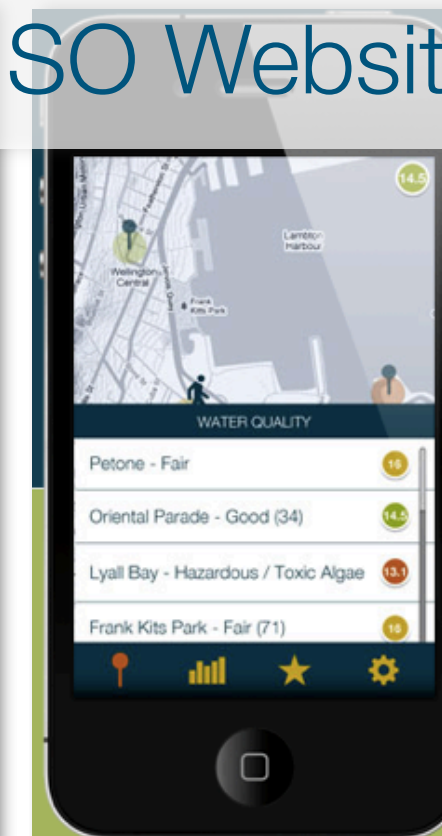 SO Websit
14.5
Lambton
Harbour
Wellington
Central
Frank
Kits Park
WATER QUALITY
Petone - Fair
16
Oriental Parade - Good (34)
14.5
Lyall Bay - Hazardous / Toxic Algae
13.1
Frank Kits Park - Fair (71)
16